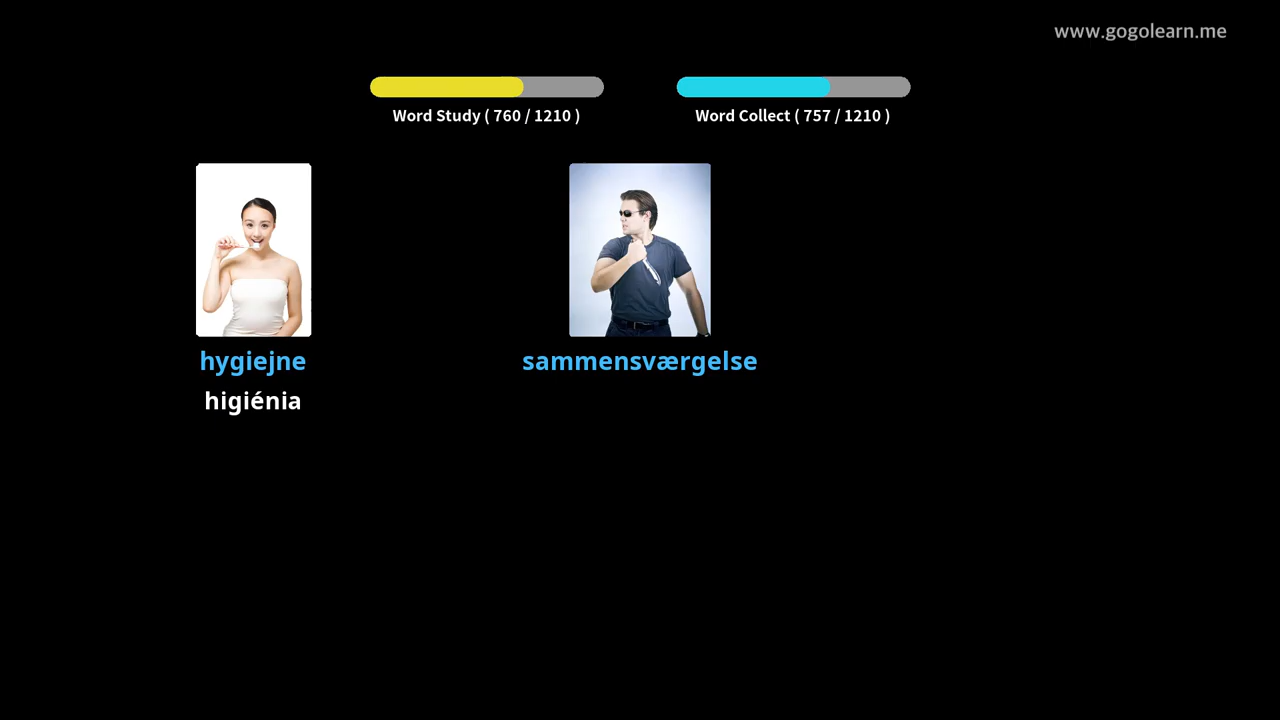 www.gogolearn.me
Word Study ( 760 / 1210 )
Word Collect ( 757 / 1210 )
hygiejne
sammensværgelse
higiénia